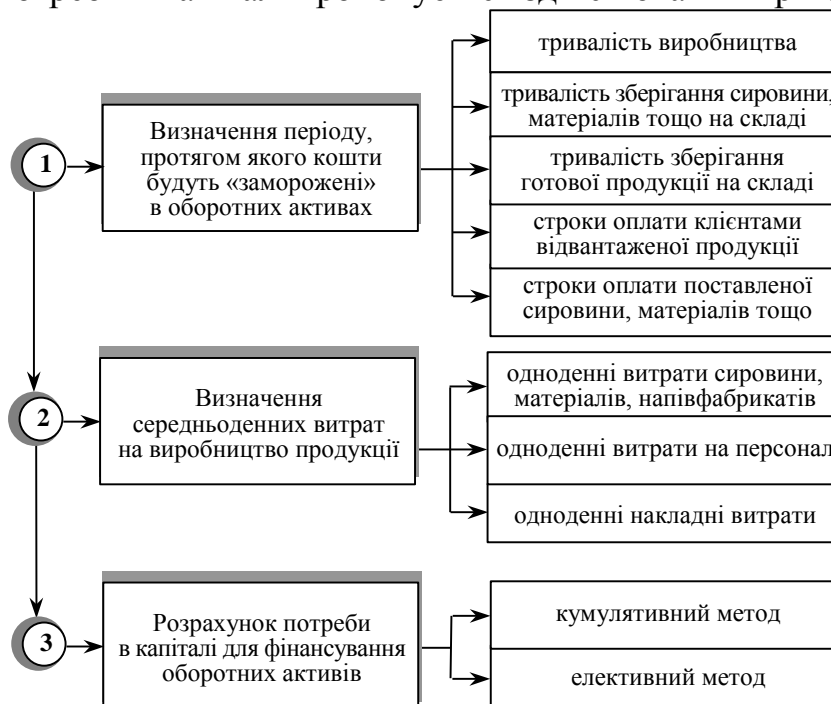 тривалість виробництва
тривалість зберігання сировини,
матеріалів тощо на складі
1
Визначення періоду,
протягом якого кошти
будуть «заморожені»
в оборотних активах
тривалість зберігання
готової продукції на складі
строки оплати клієнтами
відвантаженої продукції
строки оплати поставленої
сировини, матеріалів тощо
2
Визначення
середньоденних витрат
на виробництво продукції
одноденні витрати сировини,
матеріалів, напівфабрикатів
одноденні витрати на персонал
одноденні накладні витрати
3
Розрахунок потреби
в капіталі для фінансування
оборотних активів
кумулятивний метод
елективний метод